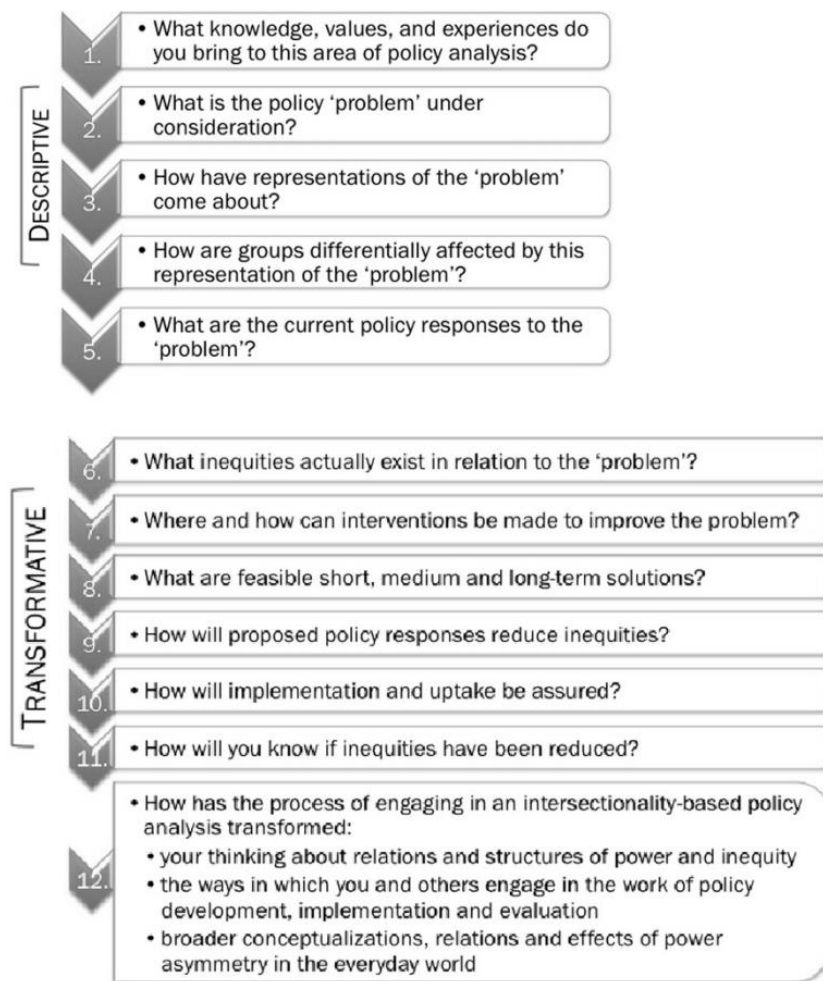 1.
• What knowledge, values, and experiences do
you bring to this area of policy analysis?
DESCRIPTIVE
2.
• What is the policy ‘problem’ under
consideration?
3.
• How have representations of the ‘problem’
come about?
4.
• How are groups differentially affected by this
representation of the ‘problem’?
5.
• What are the current policy responses to the
‘problem’?
TRANSFORMATIVE
6.
• What inequities actually exist in relation to the ‘problem’?
7.
• Where and how can interventions be made to improve the problem?
8.
• What are feasible short, medium and long-term solutions?
9.
• How will proposed policy responses reduce inequities?
10.
• How will implementation and uptake be assured?
11.
• How will you know if inequities have been reduced?
12.
• How has the process of engaging in an intersectionality-based policy
analysis transformed:
• your thinking about relations and structures of power and inequity
• the ways in which you and others engage in the work of policy
development, implementation and evaluation
• broader conceptualizations, relations and effects of power
asymmetry in the everyday world